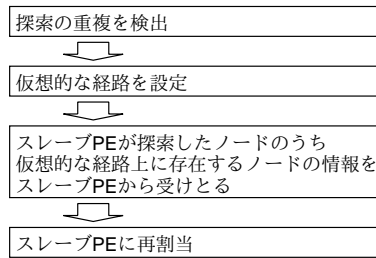 探索の重複を検出
仮想的な経路を設定
スレーブPEが探索したノードのうち
仮想的な経路上に存在するノードの情報を
スレーブPEから受けとる
スレーブPEに再割当